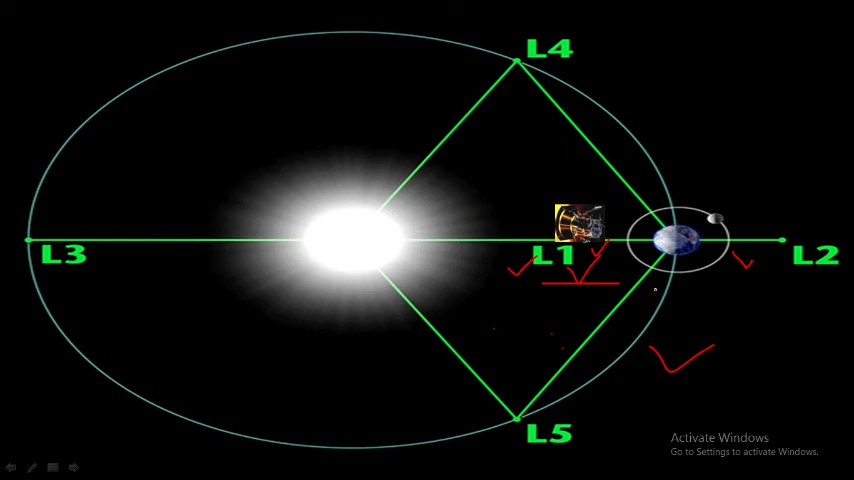 L4
L3
L1
L2
L5
Activate Windows
Go to Settings to activate Windows.